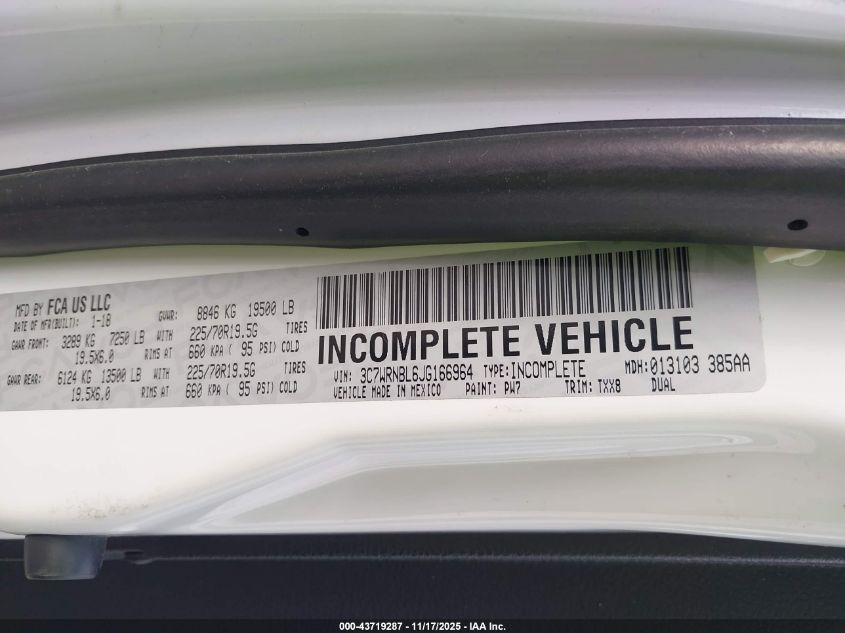 MFD BY FCA US LLC
DATE OF MFR(BUILT): 1-18 GVWR: 8846 KG 19500 LB
GAWR FRONT: 3289 KG 7250 LB WITH 225/70R19.5G TIRES
19.5X6.0 RIMS AT 660 KPA ( 95 PSI) COLD
GAWR REAR: 6124 KG 13500 LB WITH 225/70R19.5G TIRES
19.5X6.0 RIMS AT 660 KPA ( 95 PSI) COLD
INCOMPLETE VEHICLE
VIN: 3C7WRNBL6JG166964 TYPE: INCOMPLETE MDH: 013103 385AA
VEHICLE MADE IN MEXICO PAINT: PW7 TRIM: TXX8 DUAL
000-43719287 - 11/17/2025 - IAA Inc.